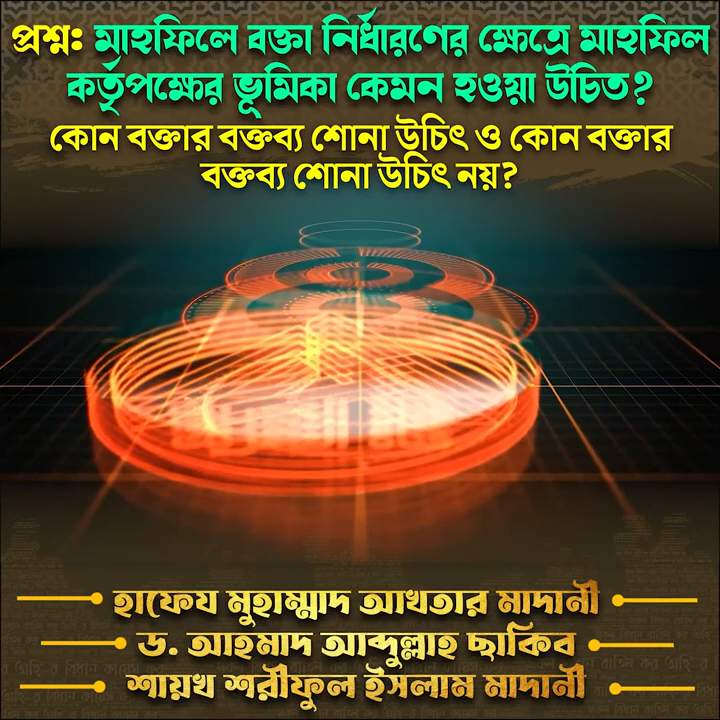 প্রশ্ন: মাহফিলে বক্তা নির্ধারণের ক্ষেত্রে মাহফিল
কর্তৃপক্ষের ভূমিকা কেমন হওয়া উচিত?
কোন বক্তার বক্তব্য শোনা উচিৎ ও কোন বক্তার
বক্তব্য শোনা উচিৎ নয়?
হাফেয মুহাম্মাদ আখতার মাদানী
ড. আহমাদ আব্দুল্লাহ ছাকিব
শায়খ শরীফুল ইসলাম মাদানী